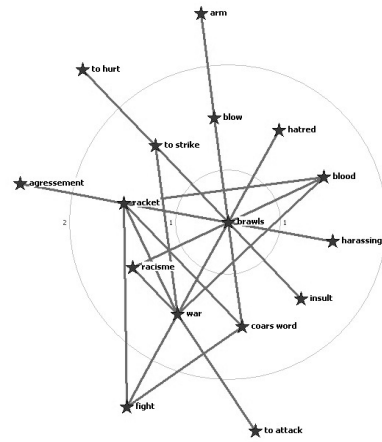 arm
to hurt
blow
hatred
to strike
blood
agressement
racket
2
1
brawls
1
harassing
racisme
insult
war
coars word
fight
to attack